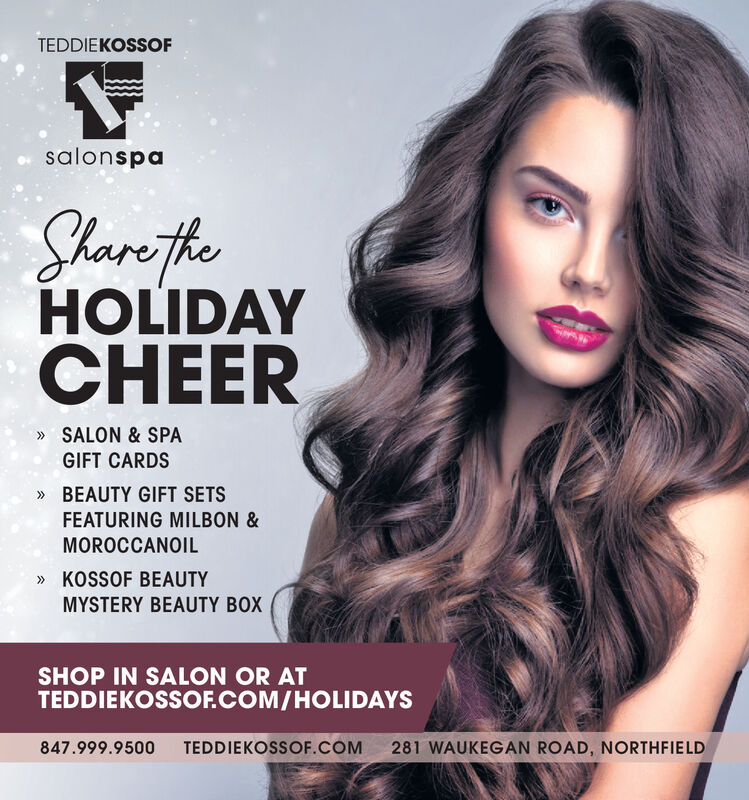 TEDDIEKOSSOF
salonspa
Share the
HOLIDAY
CHEER
» SALON & SPA
GIFT CARDS
» BEAUTY GIFT SETS
FEATURING MILBON &
MOROCCANOIL
» KOSSOF BEAUTY
MYSTERY BEAUTY BOX
SHOP IN SALON OR AT
TEDDIEKOSSOF.COM/HOLIDAYS
847.999.9500 TEDDIEKOSSOF.COM 281 WAUKEGAN ROAD, NORTHFIELD